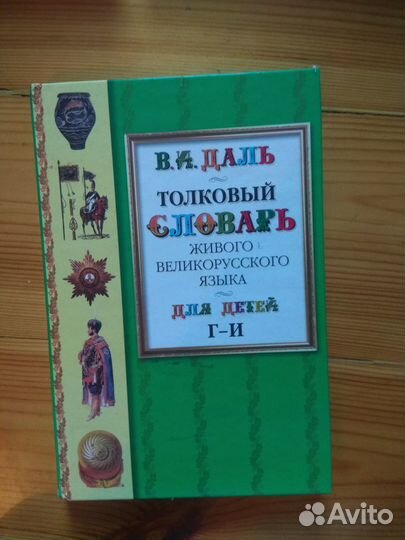 В.И. ДАЛЬ
ТОЛКОВЫЙ
СЛОВАРЬ
ЖИВОГО
ВЕЛИКОРУССКОГО
ЯЗЫКА
ДЛЯ ДЕТЕЙ
Г-И
Avito